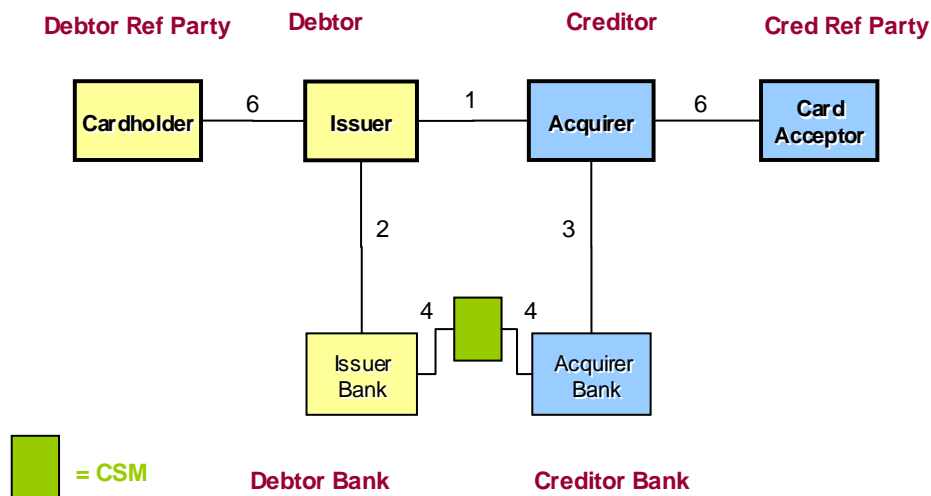 Debtor Ref Party Debtor Creditor Cred Ref Party
6 1 6
Cardholder Issuer Acquirer Card
Acceptor
2 3
4 4
Issuer
Bank
Acquirer
Bank
= CSM
Debtor Bank Creditor Bank